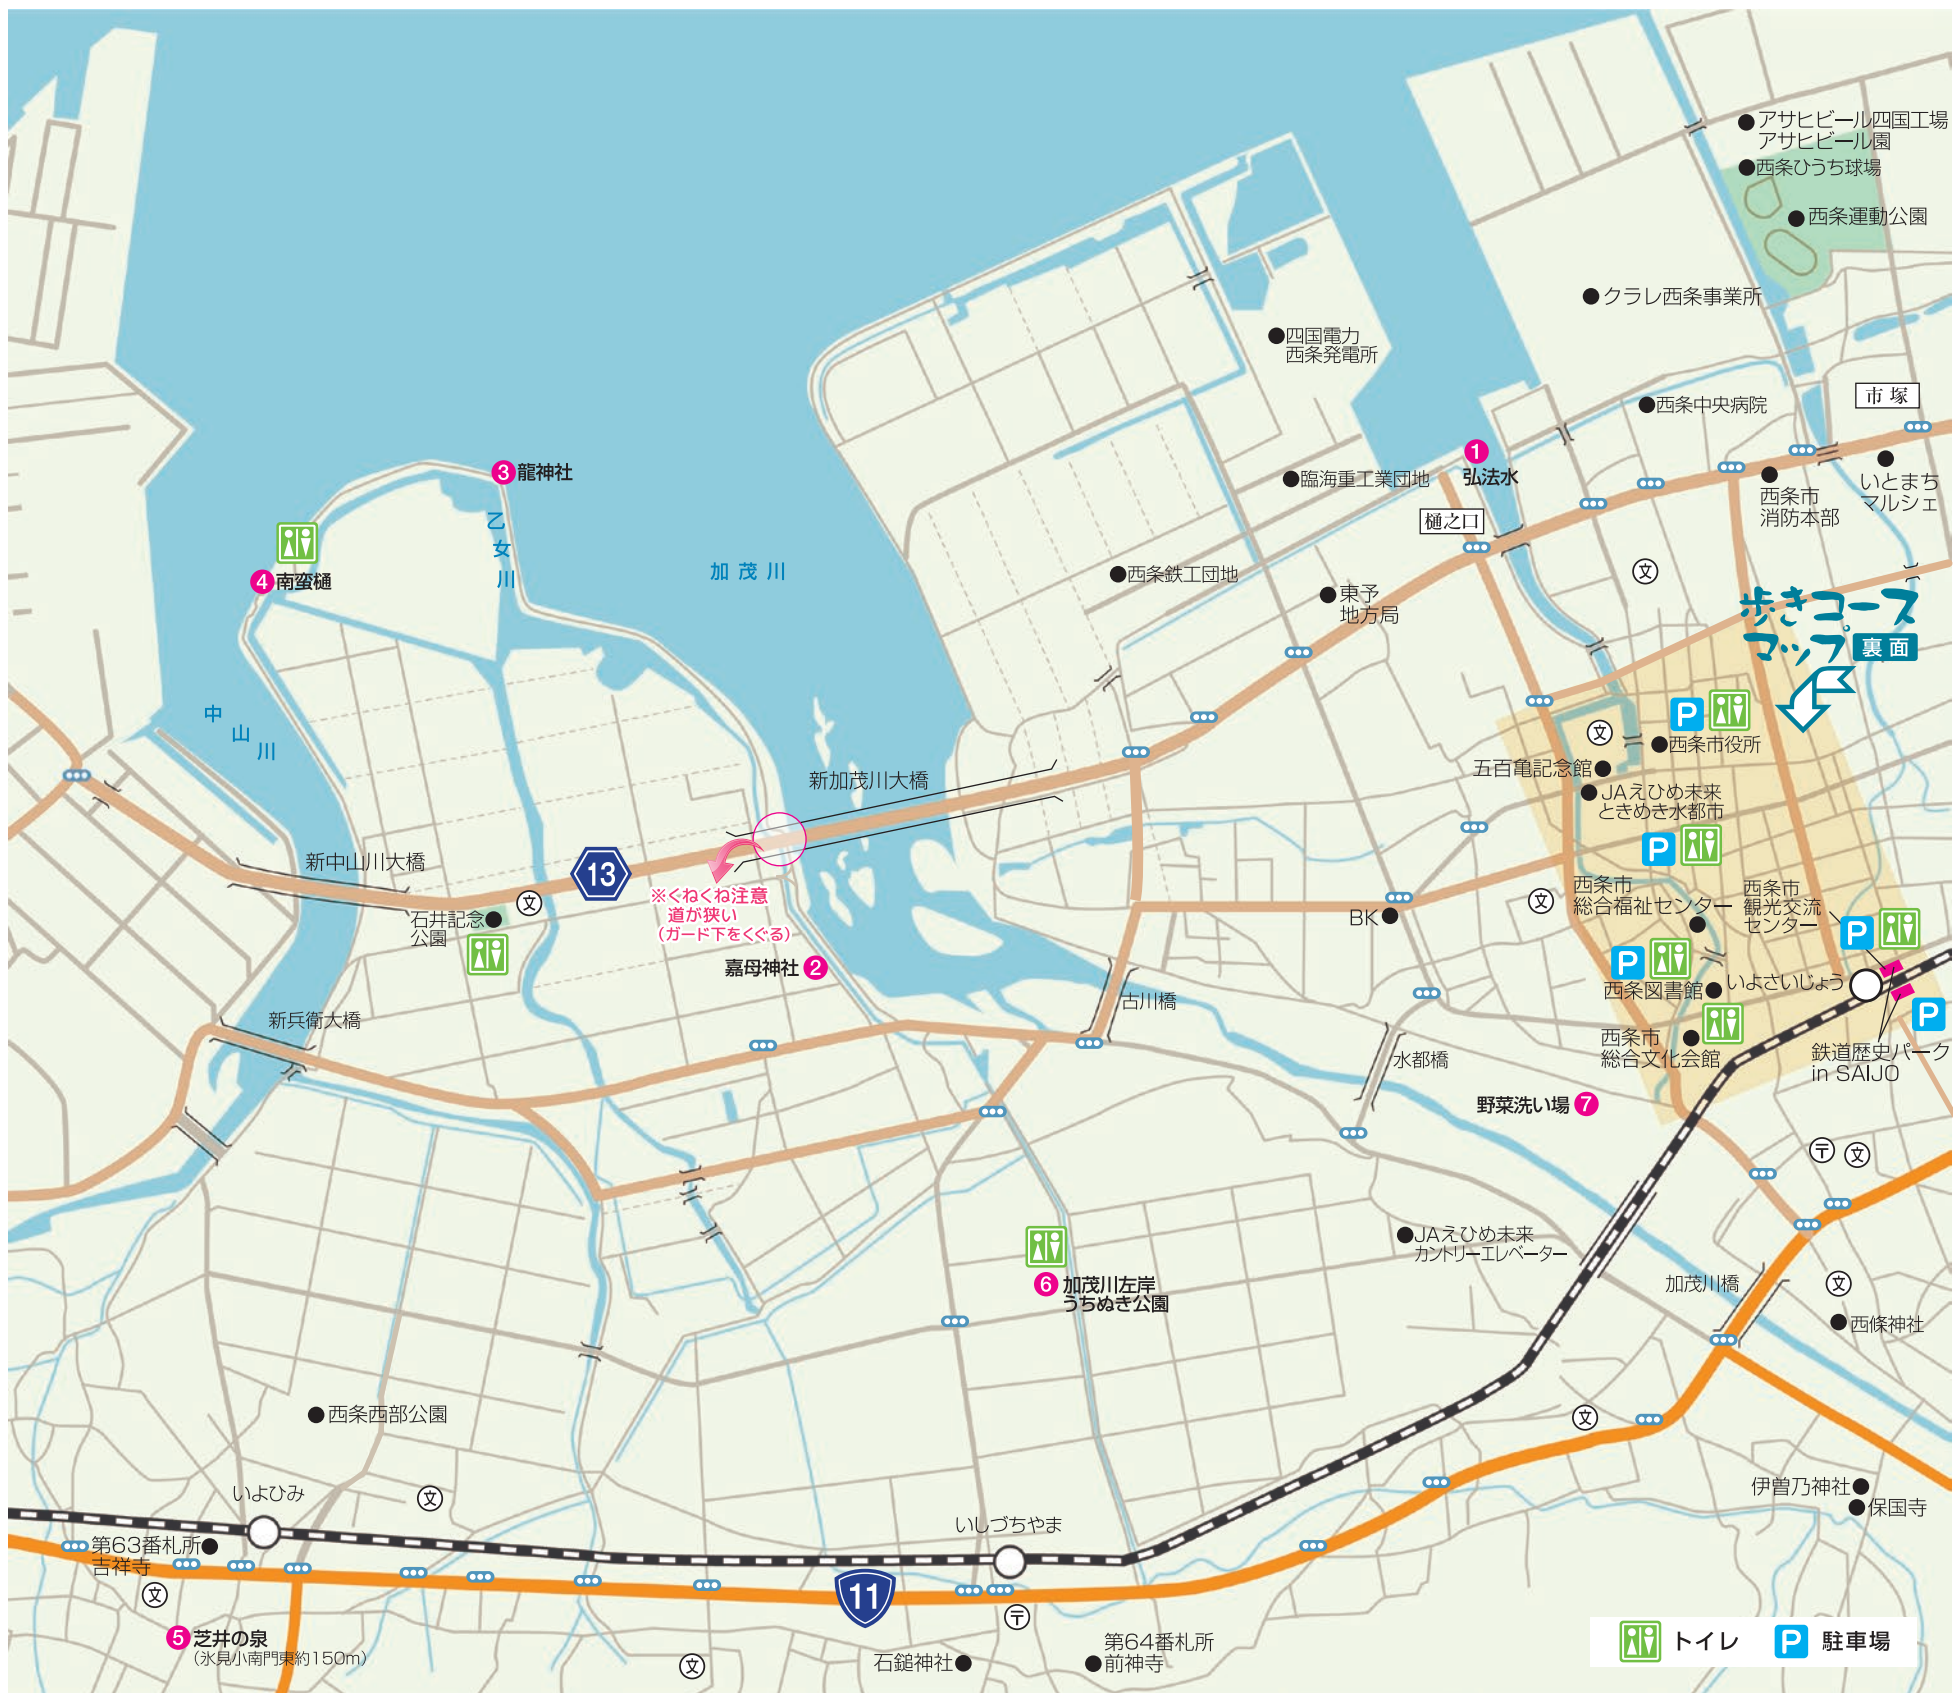 アサヒビール四国工場
アサヒビール園
西条ひうち球場
西条運動公園
クラレ西条事業所
四国電力
西条発電所
西条中央病院
市塚
1
弘法水
臨海重工業団地
樋之口
西条市
消防本部
いとまち
マルシェ
3 龍神社
乙女川
加茂川
4 南蛮樋
中山川
西条鉄工団地
東予
地方局
文
歩きコース
マップ 裏面
P
文
西条市役所
五百亀記念館
JAえひめ未来
ときめき水都市
P
新加茂川大橋
新中山川大橋
13
※くねくね注意
道が狭い
(ガード下をくぐる)
文
石井記念
公園
嘉母神社 2
BK
文
西条市
総合福祉センター
西条市
観光交流
センター
P
P
西条図書館
いよさいじょう
P
西条市
総合文化会館
鉄道歴史パーク
in SAIJO
古川橋
新兵衛大橋
水都橋
野菜洗い場 7
〒
文
JAえひめ未来
カントリーエレベーター
6 加茂川左岸
うちぬき公園
加茂川橋
文
西條神社
西条西部公園
文
伊曽乃神社
保国寺
いよひみ
文
いしづちやま
第63番札所
吉祥寺
文
11
〒
5 芝井の泉
(氷見小南門東約150m)
文
石鎚神社
第64番札所
前神寺
トイレ
P 駐車場